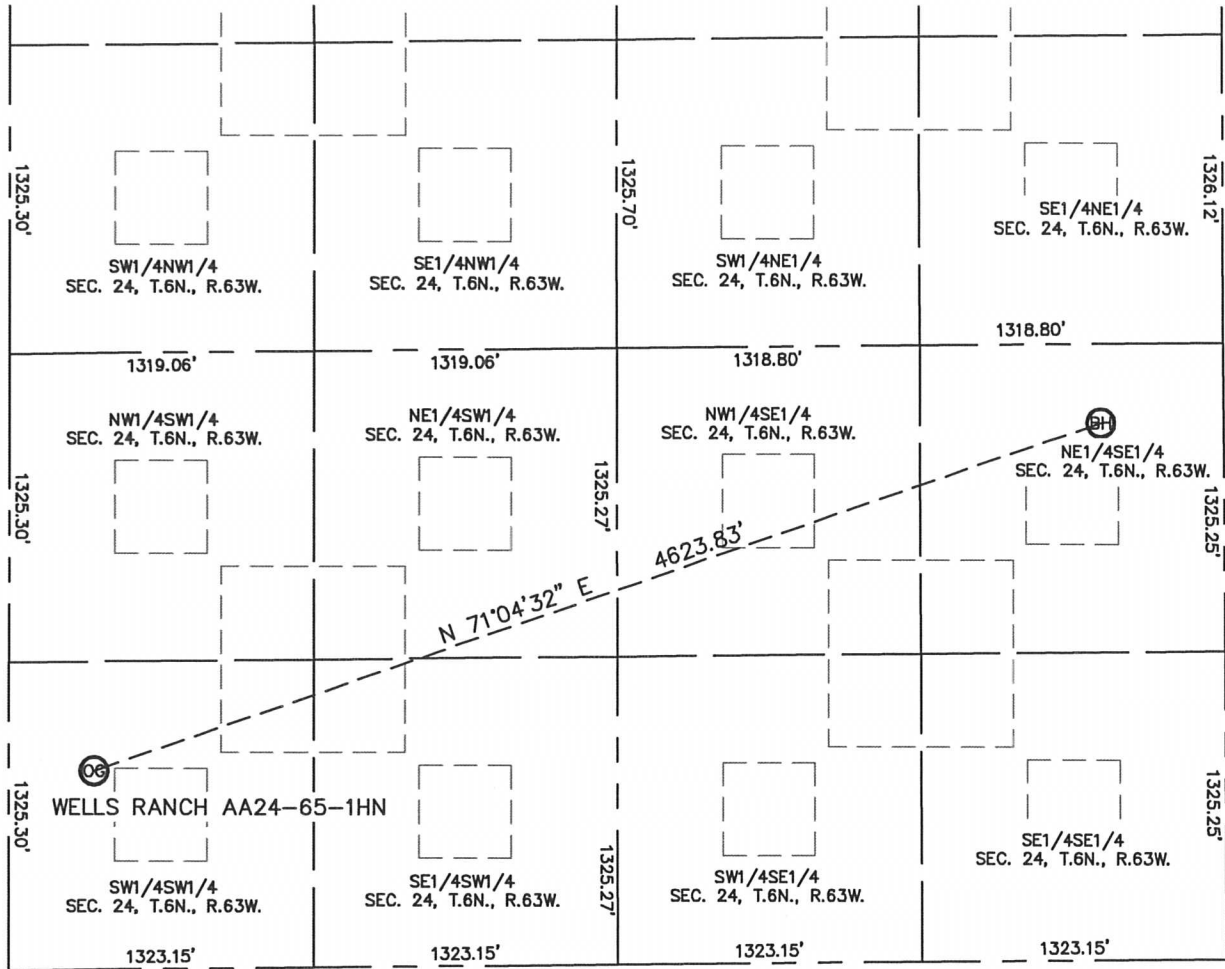 1325.30'
1325.70'
1326.12'
SW1/4NW1/4
SEC. 24, T.6N., R.63W.
SE1/4NW1/4
SEC. 24, T.6N., R.63W.
SW1/4NE1/4
SEC. 24, T.6N., R.63W.
SE1/4NE1/4
SEC. 24, T.6N., R.63W.
1319.06'
1319.06'
1318.80'
1318.80'
NW1/4SW1/4
SEC. 24, T.6N., R.63W.
NE1/4SW1/4
SEC. 24, T.6N., R.63W.
NW1/4SE1/4
SEC. 24, T.6N., R.63W.
BH
NE1/4SE1/4
SEC. 24, T.6N., R.63W.
1325.30'
1325.27'
1325.25'
N 71°04'32" E
4623.83'
OG
WELLS RANCH AA24-65-1HN
1325.30'
1325.27'
1325.25'
SW1/4SW1/4
SEC. 24, T.6N., R.63W.
SE1/4SW1/4
SEC. 24, T.6N., R.63W.
SW1/4SE1/4
SEC. 24, T.6N., R.63W.
SE1/4SE1/4
SEC. 24, T.6N., R.63W.
1323.15'
1323.15'
1323.15'
1323.15'